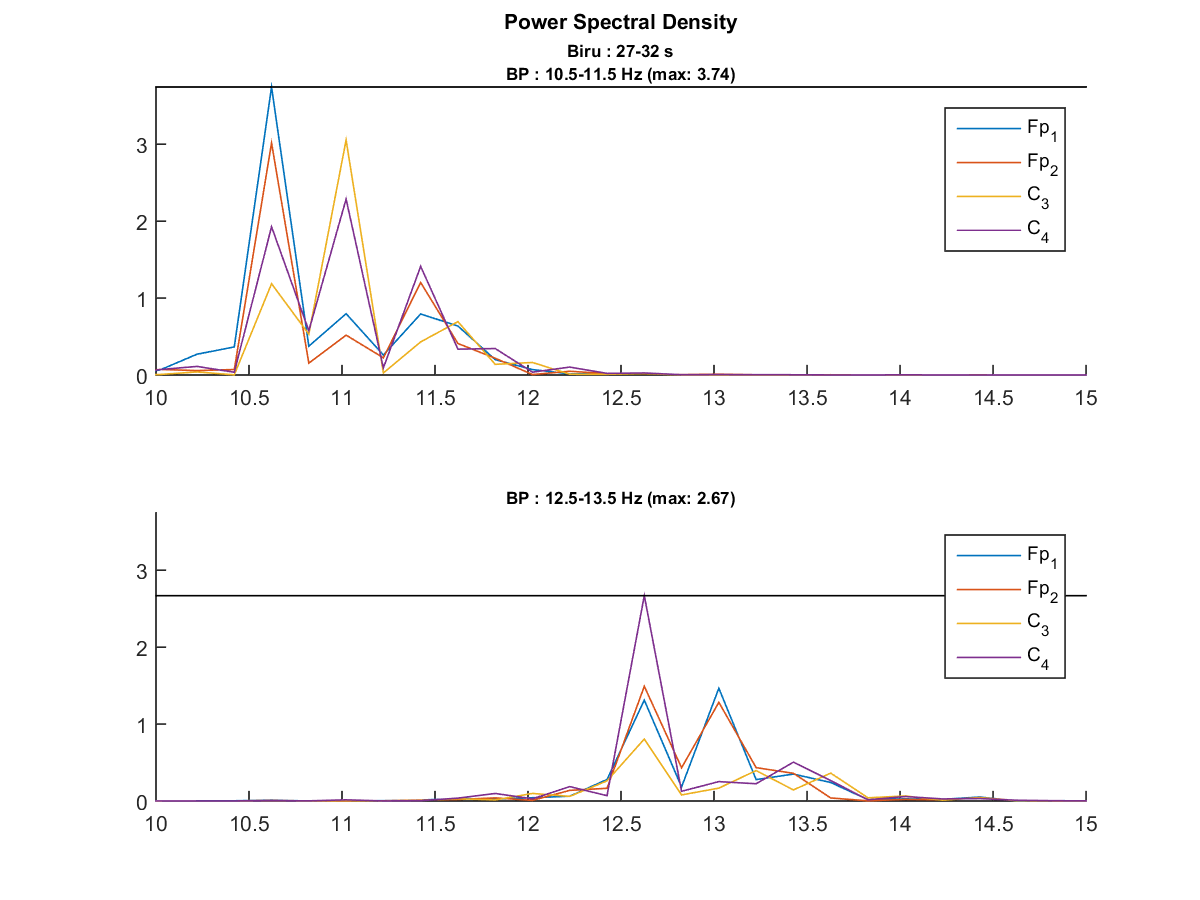 Power Spectral Density
Biru : 27-32 s
BP : 10.5-11.5 Hz (max: 3.74)
3
2
1
0
10 10.5 11 11.5 12 12.5 13 13.5 14 14.5 15
Fp1
Fp2
C3
C4
BP : 12.5-13.5 Hz (max: 2.67)
3
2
1
0
10 10.5 11 11.5 12 12.5 13 13.5 14 14.5 15
Fp1
Fp2
C3
C4